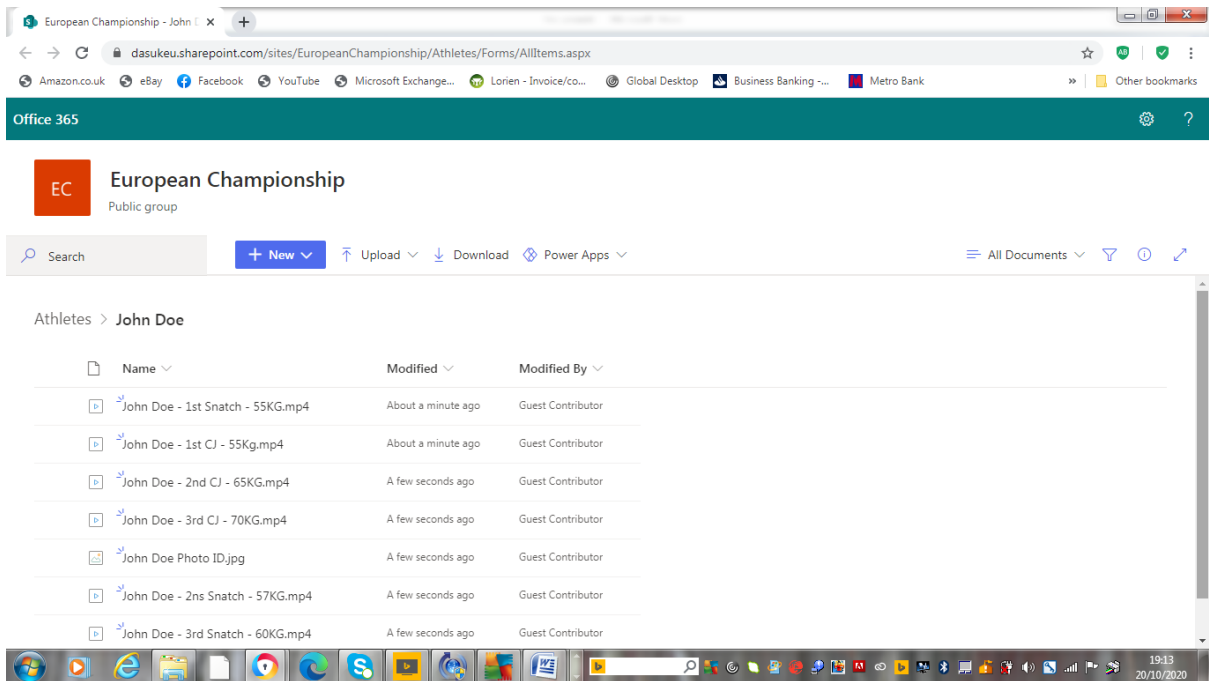 European Championship - John D
dasukeu.sharepoint.com/sites/EuropeanChampionship/Athletes/Forms/AllItems.aspx
AB
Amazon.co.uk eBay Facebook YouTube Microsoft Exchange... Lorien - Invoice/co... Global Desktop Business Banking -... Metro Bank » Other bookmarks
Office 365 ?
EC
European Championship
Public group
Search + New Upload Download Power Apps All Documents
Athletes > John Doe
Name Modified Modified By
John Doe - 1st Snatch - 55KG.mp4 About a minute ago Guest Contributor
John Doe - 1st CJ - 55Kg.mp4 About a minute ago Guest Contributor
John Doe - 2nd CJ - 65KG.mp4 A few seconds ago Guest Contributor
John Doe - 3rd CJ - 70KG.mp4 A few seconds ago Guest Contributor
John Doe Photo ID.jpg A few seconds ago Guest Contributor
John Doe - 2ns Snatch - 57KG.mp4 A few seconds ago Guest Contributor
John Doe - 3rd Snatch - 60KG.mp4 A few seconds ago Guest Contributor
19:13
20/10/2020